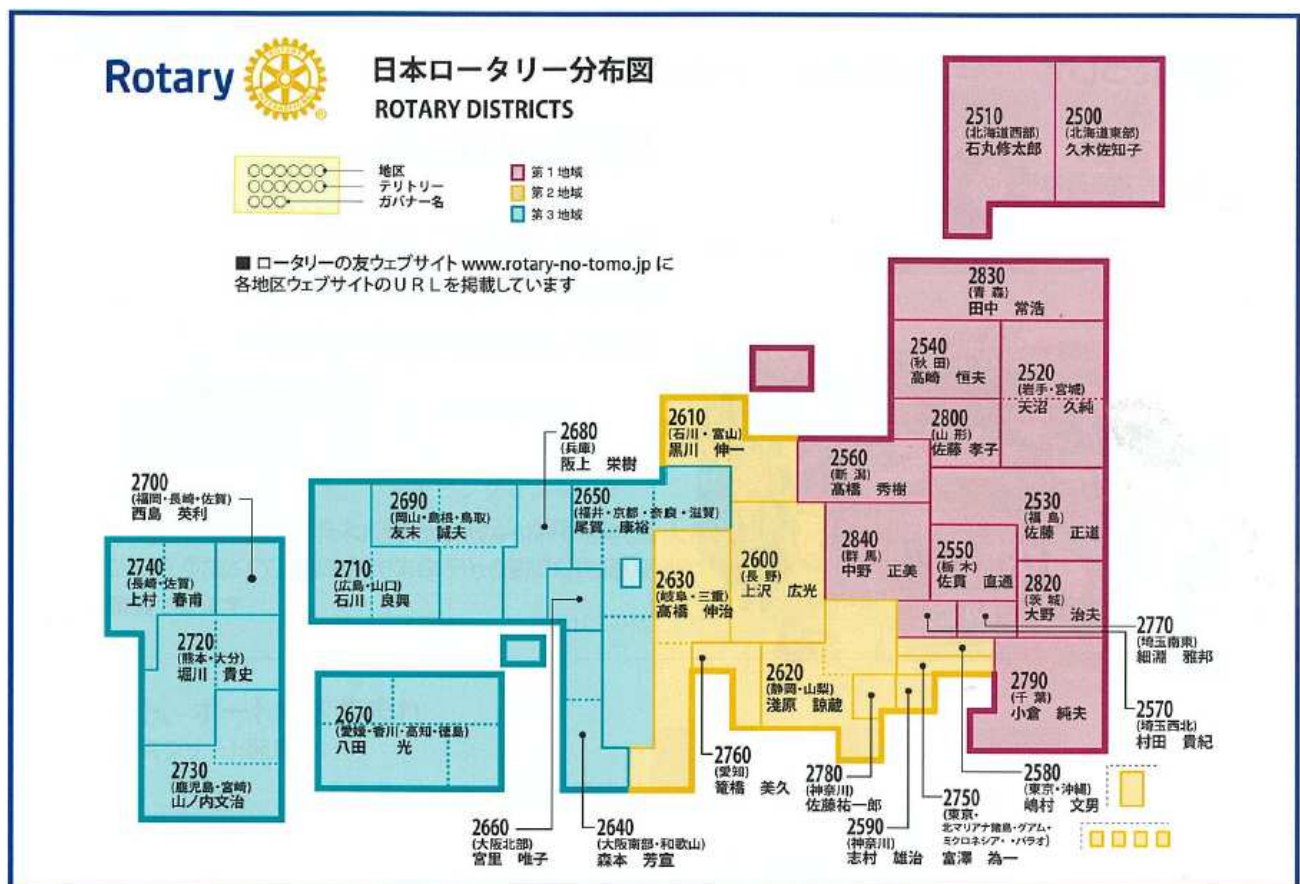 Rotary
ROTARY
INTERNATIONAL
日本ロータリー分布図
ROTARY DISTRICTS
地区
テリトリー
ガバナー名
第1地域
第2地域
第3地域
■ ロータリーの友ウェブサイト www.rotary-no-tomo.jp に
各地区ウェブサイトのURLを掲載しています
2510
(北海道西部)
石丸修太郎
2500
(北海道東部)
久木佐知子
2830
(青 森)
田中 常浩
2540
(秋 田)
高崎 恒夫
2520
(岩手・宮城)
天沼 久純
2800
(山 形)
佐藤 孝子
2610
(石川・富山)
黒川 伸一
2560
(新 潟)
高橋 秀樹
2680
(兵庫)
阪上 栄樹
2700
(福岡・長崎・佐賀)
西島 英利
2690
(岡山・島根・鳥取)
友末 誠夫
2650
(福井・京都・奈良・滋賀)
尾賀 康裕
2530
(福 島)
佐藤 正道
2840
(群 馬)
中野 正美
2550
(栃 木)
佐貫 直通
2740
(長崎・佐賀)
上村 春甫
2710
(広島・山口)
石川 良興
2630
(岐阜・三重)
高橋 伸治
2600
(長 野)
上沢 広光
2820
(茨 城)
大野 治夫
2770
(埼玉南東)
細淵 雅邦
2720
(熊本・大分)
堀川 貴史
2620
(静岡・山梨)
淺原 諒蔵
2790
(千 葉)
小倉 純夫
2570
(埼玉西北)
村田 貴紀
2670
(愛媛・香川・高知・徳島)
八田 光
2730
(鹿児島・宮崎)
山ノ内文治
2760
(愛知)
篭橋 美久
2780
(神奈川)
佐藤祐一郎
2580
(東京・沖縄)
嶋村 文男
2750
(東京・
北マリアナ諸島・グアム・
ミクロネシア・・パラオ)
富澤 為一
2660
(大阪北部)
宮里 唯子
2640
(大阪南部・和歌山)
森本 芳宣
2590
(神奈川)
志村 雄治